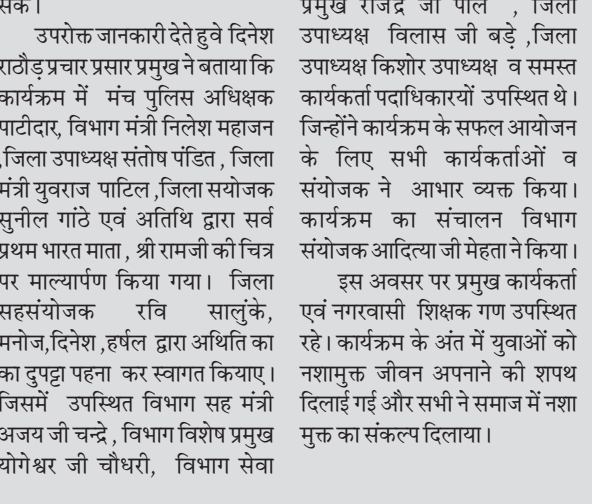 सके।
उपरोक्त जानकारी देते हुवे दिनेश
राठौड़ प्रचार प्रसार प्रमुख ने बताया कि
कार्यक्रम में मंच पुलिस अधिक्षक
पाटीदार, विभाग मंत्री निलेश महाजन
,जिला उपाध्यक्ष संतोष पंडित , जिला
मंत्री युवराज पाटिल ,जिला सयोजक
सुनील गांठे एवं अतिथि द्वारा सर्व
प्रथम भारत माता , श्री रामजी की चित्र
पर माल्यार्पण किया गया। जिला
सहसंयोजक रवि सालुंके,
मनोज,दिनेश ,हर्षल द्वारा अथिति का
का दुपट्टा पहना कर स्वागत कियाए।
जिसमें उपस्थित विभाग सह मंत्री
अजय जी चन्द्रे , विभाग विशेष प्रमुख
योगेश्वर जी चौधरी, विभाग सेवा
प्रमुख राजेंद्र जी पाल , जिला
उपाध्यक्ष विलास जी बड़े ,जिला
उपाध्यक्ष किशोर उपाध्यक्ष व समस्त
कार्यकर्ता पदाधिकारयों उपस्थित थे।
जिन्होंने कार्यक्रम के सफल आयोजन
के लिए सभी कार्यकर्ताओं व
संयोजक ने आभार व्यक्त किया।
कार्यक्रम का संचालन विभाग
संयोजक आदित्या जी मेहता ने किया।
इस अवसर पर प्रमुख कार्यकर्ता
एवं नगरवासी शिक्षक गण उपस्थित
रहे। कार्यक्रम के अंत में युवाओं को
नशामुक्त जीवन अपनाने की शपथ
दिलाई गई और सभी ने समाज में नशा
मुक्त का संकल्प दिलाया।